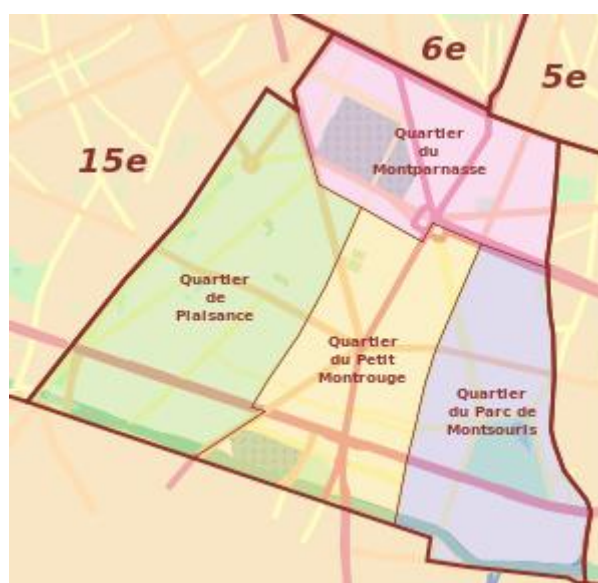 6e
5e
15e
Quartier
du
Montparnasse
Quartier
de
Plaisance
Quartier
du Petit
Montrouge
Quartier
du Parc de
Montsouris